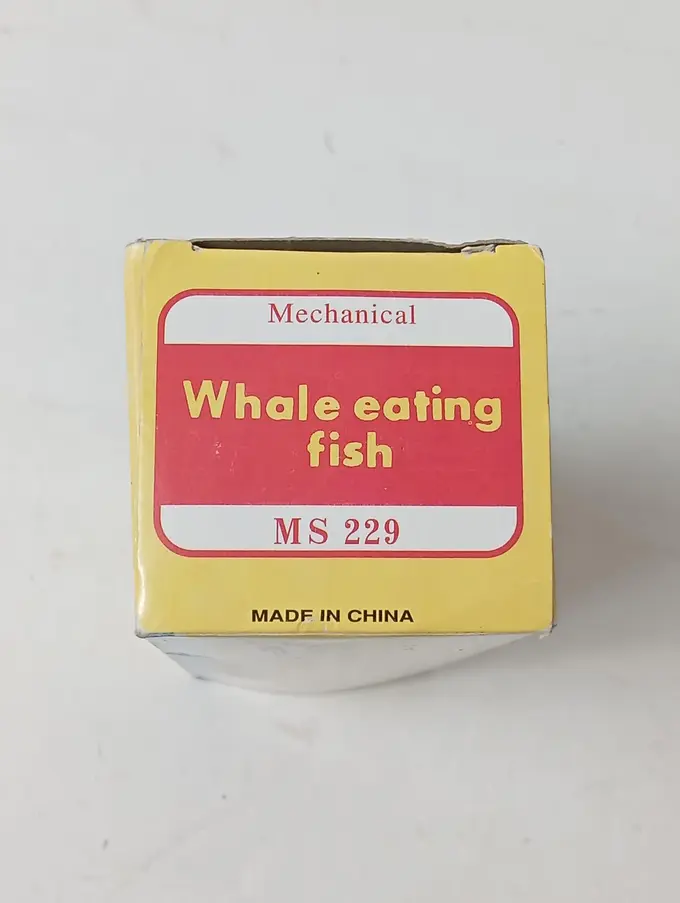 Mechanical
Whale eating
fish
MS 229
MADE IN CHINA